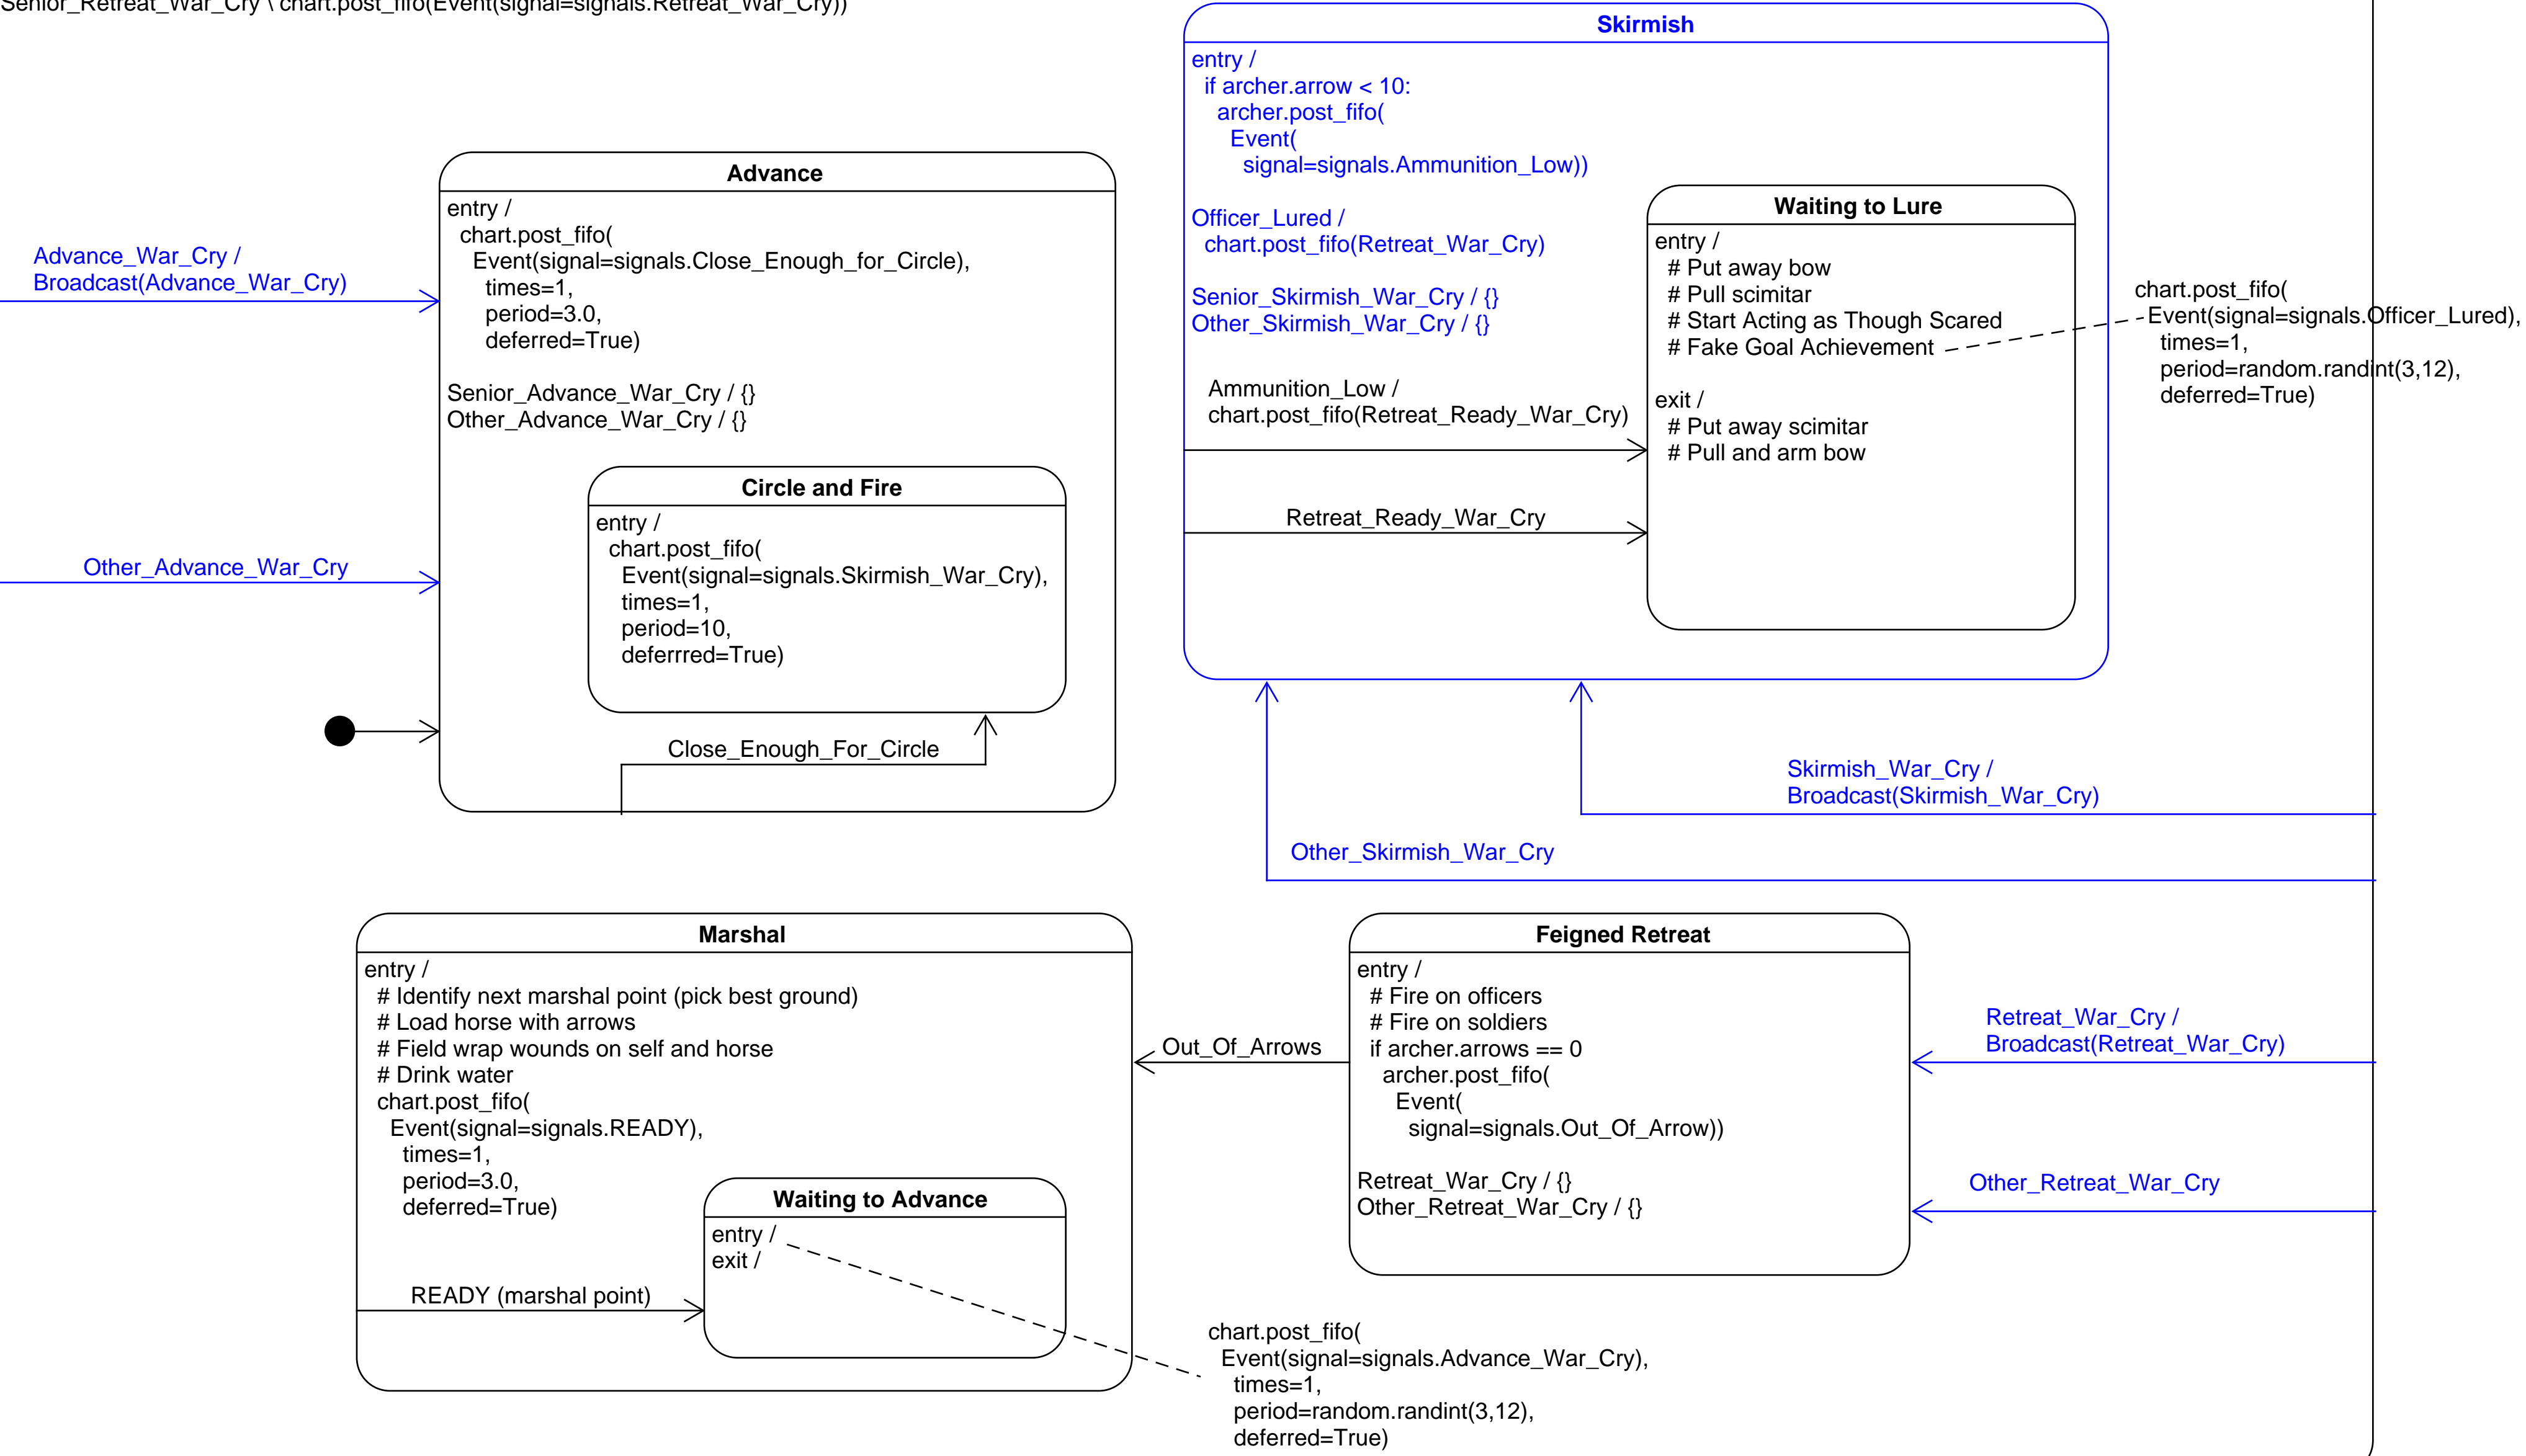 Senior_Retreat_War_Cry \ chart.post_fifo(Event(signal=signals.Retreat_War_Cry))
Advance_War_Cry /
Broadcast(Advance_War_Cry)
Other_Advance_War_Cry
Advance
entry /
chart.post_fifo(
Event(signal=signals.Close_Enough_for_Circle),
times=1,
period=3.0,
deferred=True)
Senior_Advance_War_Cry / {}
Other_Advance_War_Cry / {}
Circle and Fire
entry /
chart.post_fifo(
Event(signal=signals.Skirmish_War_Cry),
times=1,
period=10,
deferrred=True)
Close_Enough_For_Circle
Skirmish
entry /
if archer.arrow < 10:
archer.post_fifo(
Event(
signal=signals.Ammunition_Low))
Officer_Lured /
chart.post_fifo(Retreat_War_Cry)
Senior_Skirmish_War_Cry / {}
Other_Skirmish_War_Cry / {}
Ammunition_Low /
chart.post_fifo(Retreat_Ready_War_Cry)
Retreat_Ready_War_Cry
Waiting to Lure
entry /
# Put away bow
# Pull scimitar
# Start Acting as Though Scared
# Fake Goal Achievement
exit /
# Put away scimitar
# Pull and arm bow
chart.post_fifo(
Event(signal=signals.Officer_Lured),
times=1,
period=random.randint(3,12),
deferred=True)
Skirmish_War_Cry /
Broadcast(Skirmish_War_Cry)
Other_Skirmish_War_Cry
Marshal
entry /
# Identify next marshal point (pick best ground)
# Load horse with arrows
# Field wrap wounds on self and horse
# Drink water
chart.post_fifo(
Event(signal=signals.READY),
times=1,
period=3.0,
deferred=True)
READY (marshal point)
Waiting to Advance
entry /
exit /
Out_Of_Arrows
Feigned Retreat
entry /
# Fire on officers
# Fire on soldiers
if archer.arrows == 0
archer.post_fifo(
Event(
signal=signals.Out_Of_Arrow))
Retreat_War_Cry / {}
Other_Retreat_War_Cry / {}
Retreat_War_Cry /
Broadcast(Retreat_War_Cry)
Other_Retreat_War_Cry
chart.post_fifo(
Event(signal=signals.Advance_War_Cry),
times=1,
period=random.randint(3,12),
deferred=True)